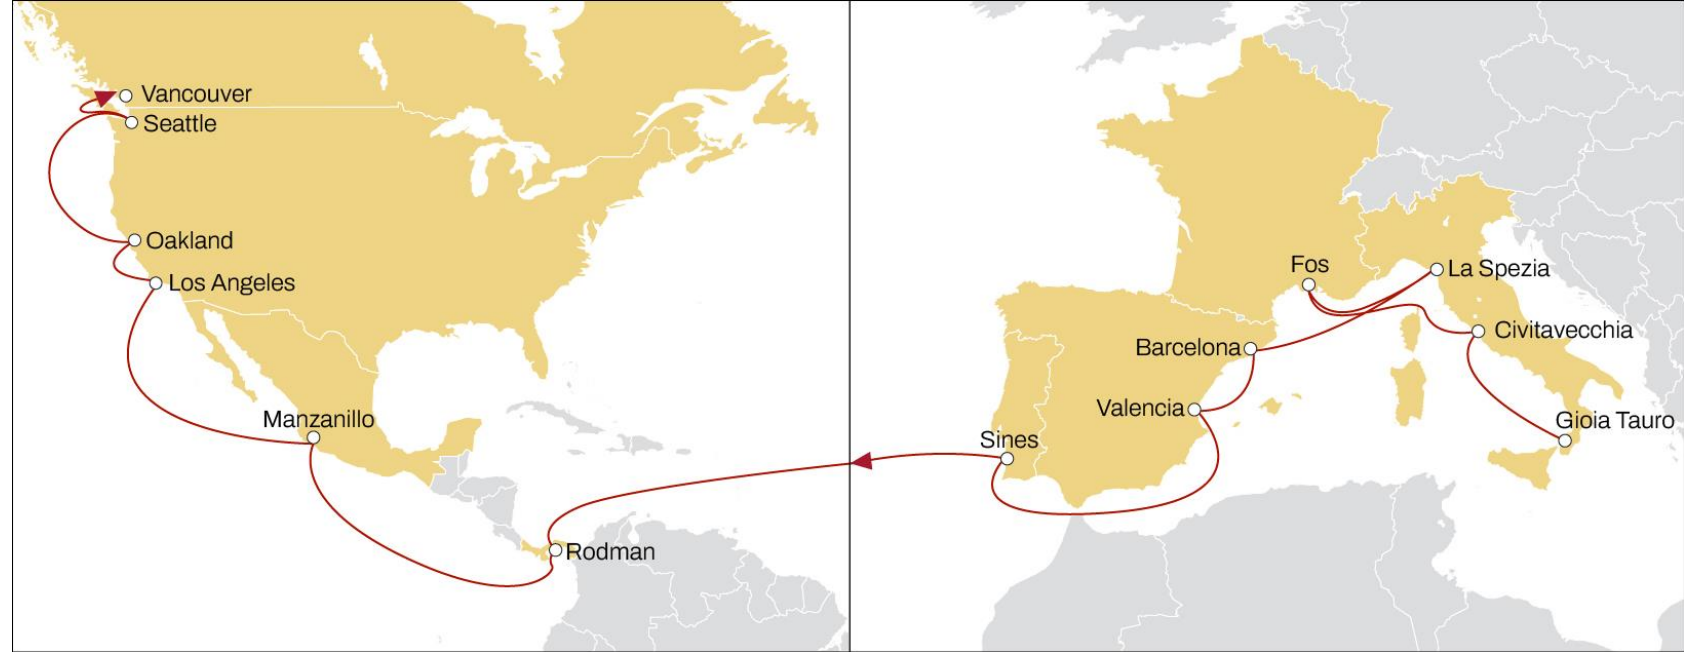 Vancouver
Seattle
Oakland
Los Angeles
Manzanillo
Rodman
Fos
La Spezia
Civitavecchia
Barcelona
Valencia
Gioia Tauro
Sines